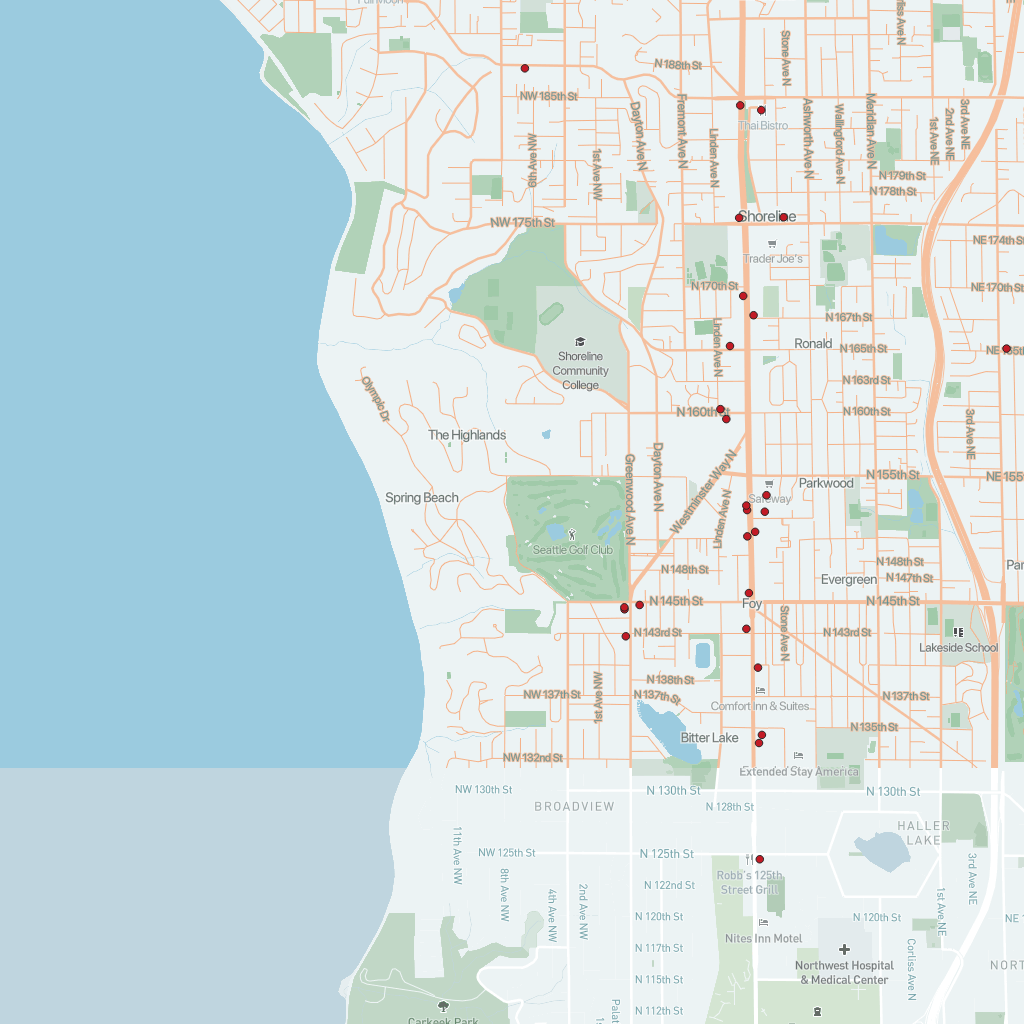 Stone Ave N
N 188th St
NW 185th St
Dayton Ave N
Fremont Ave N
Linden Ave N
Thai Bistro
Ashworth Ave N
Wallingford Ave N
Meridian Ave N
1st Ave NE
2nd Ave NE
3rd Ave NE
6th Ave NW
1st Ave NW
N 179th St
N 178th St
NW 175th St
Shoreline
NE 174th St
Trader Joe's
N 170th St
NE 170th St
N 167th St
Linden Ave N
Ronald
N 165th St
Shoreline
Community
College
N 163rd St
Olympic Dr
N 160th St
N 160th St
3rd Ave NE
The Highlands
Greenwood Ave N
Dayton Ave N
Westminster Way N
N 155th St
NE 155th
Parkwood
Spring Beach
Safeway
Linden Ave N
Seattle Golf Club
N 148th St
N 148th St
Evergreen
N 147th St
N 145th St
Foy
N 145th St
N 143rd St
Stone Ave N
N 143rd St
Lakeside School
N 138th St
1st Ave NW
NW 137th St
N 137th St
N 137th St
Comfort Inn & Suites
N 135th St
Bitter Lake
NW 132nd St
Extended Stay America
NW 130th St
N 130th St
N 130th St
BROADVIEW
N 128th St
HALLER
LAKE
11th Ave NW
NW 125th St
N 125th St
Robb's 125th
Street Grill
8th Ave NW
4th Ave NW
2nd Ave NW
N 122nd St
3rd Ave NE
1st Ave NE
N 120th St
N 120th St
Nites Inn Motel
N 117th St
Corliss Ave N
Northwest Hospital
& Medical Center
N 115th St
N 112th St
Carkeek Park